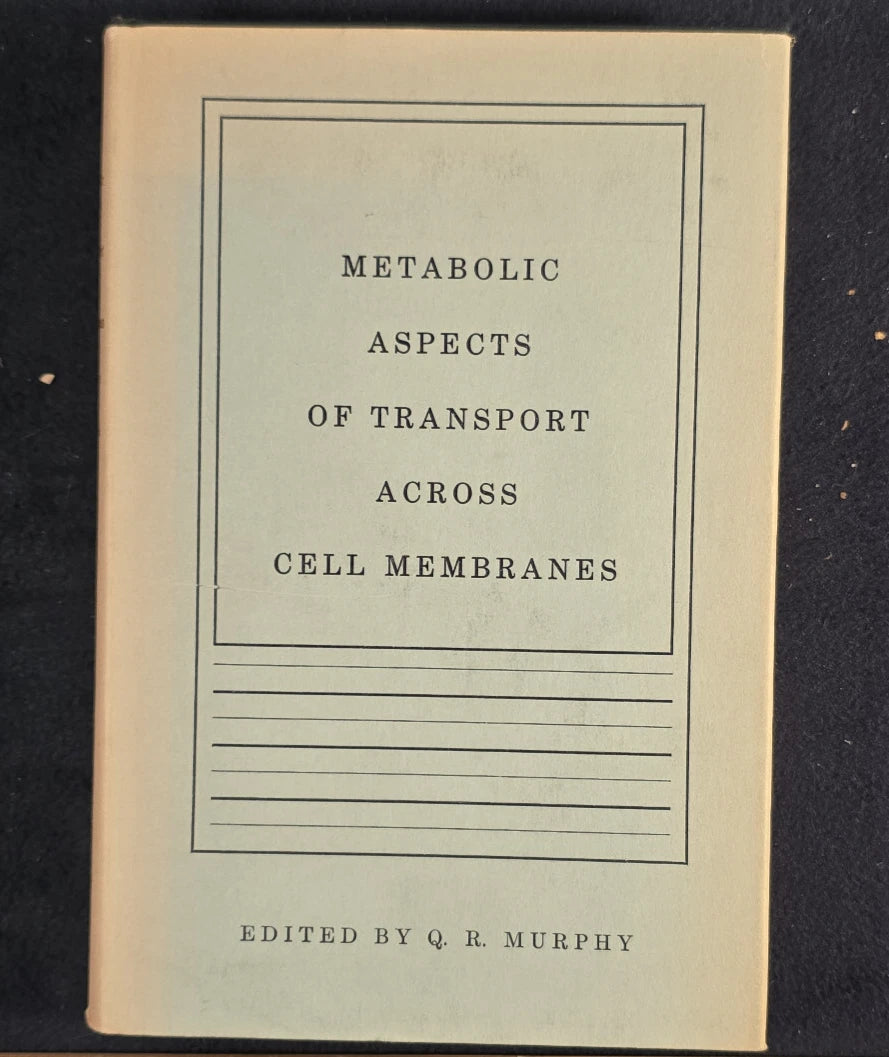 METABOLIC
ASPECTS
OF TRANSPORT
ACROSS
CELL MEMBRANES
EDITED BY Q. R. MURPHY